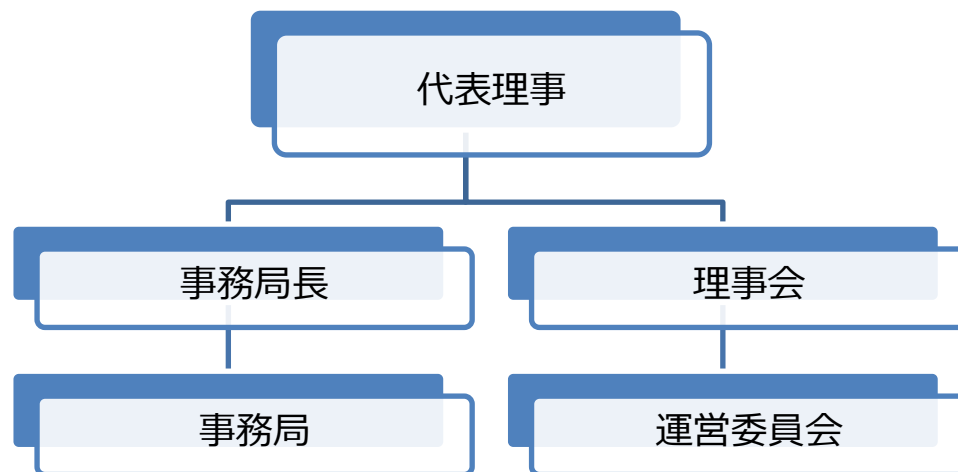 代表理事
事務局長
理事会
事務局
運営委員会